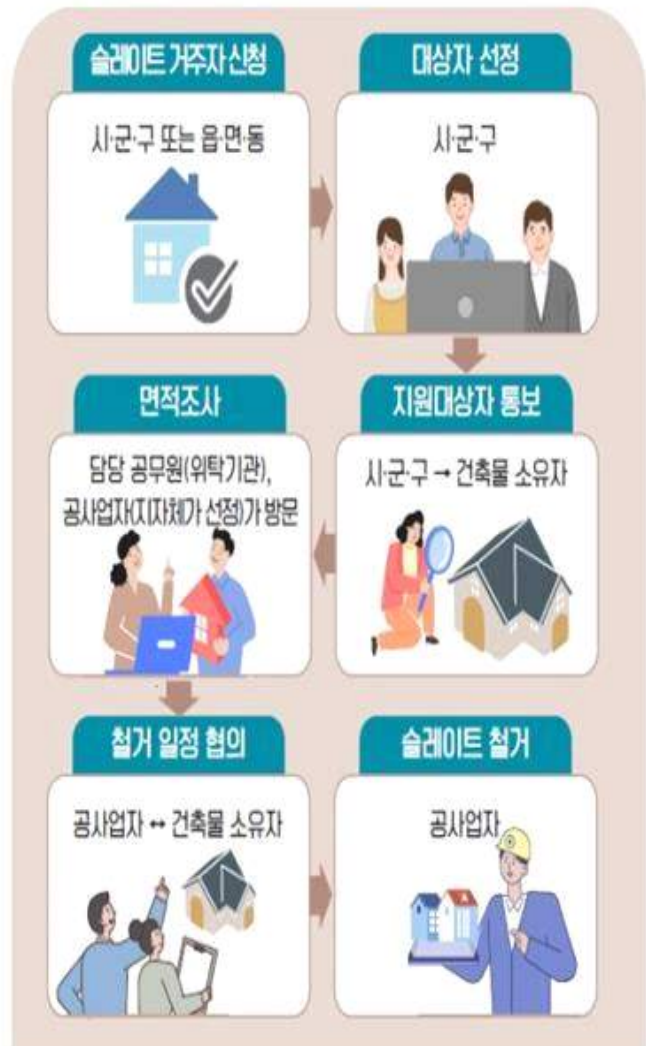 슬레이트 거주자 신청
시·군·구 또는 읍·면·동
대상자 선정
시·군·구
지원대상자 통보
시·군·구 → 건축물 소유자
면적조사
담당 공무원(위탁기관),
공사업자(지자체가 선정)가 방문
철거 일정 협의
공사업자 ↔ 건축물 소유자
슬레이트 철거
공사업자